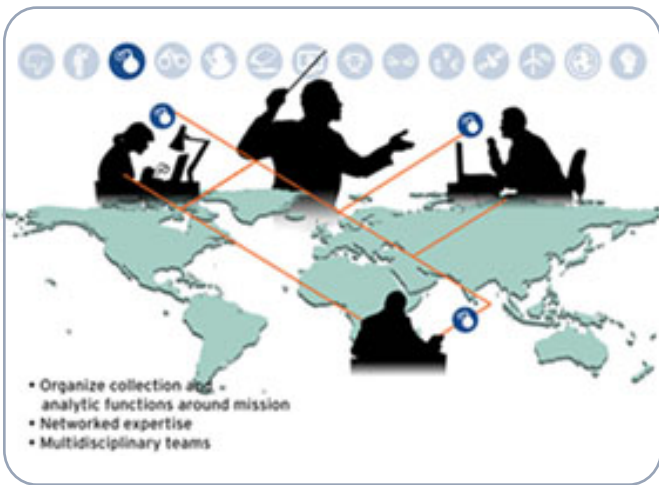 • Organize collection and
analytic functions around mission
• Networked expertise
• Multidisciplinary teams